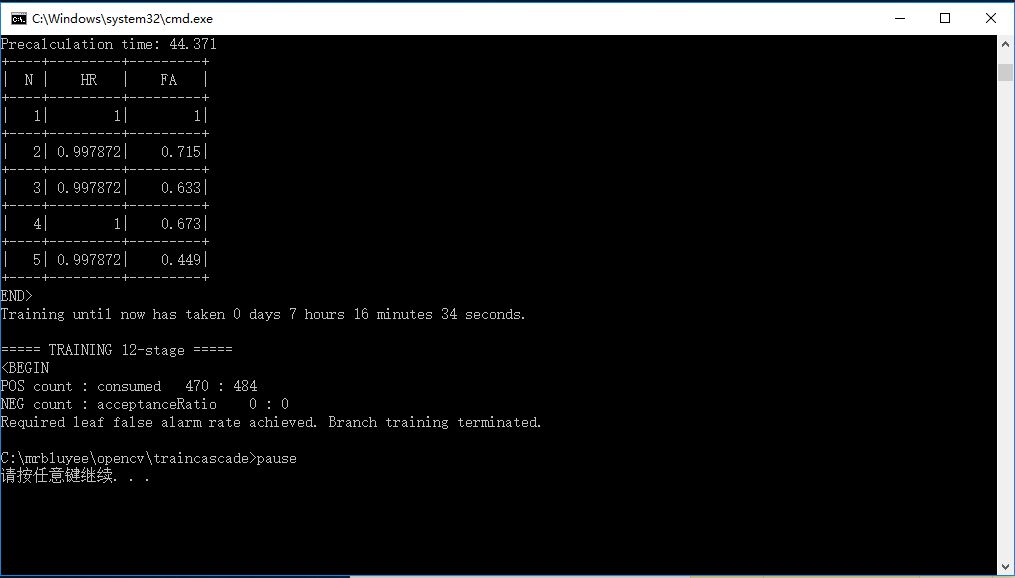 C:\Windows\system32\cmd.exe
Precalculation time: 44.371
+----+---------+---------+
|  N |    HR   |    FA   |
+----+---------+---------+
|   1|        1|        1|
+----+---------+---------+
|   2| 0.997872|    0.715|
+----+---------+---------+
|   3| 0.997872|    0.633|
+----+---------+---------+
|   4|        1|    0.673|
+----+---------+---------+
|   5| 0.997872|    0.449|
+----+---------+---------+
END>
Training until now has taken 0 days 7 hours 16 minutes 34 seconds.
===== TRAINING 12-stage =====
<BEGIN
POS count : consumed   470 : 484
NEG count : acceptanceRatio    0 : 0
Required leaf false alarm rate achieved. Branch training terminated.
C:\mrbluyee\opencv\traincascade>pause
请按任意键继续. . .